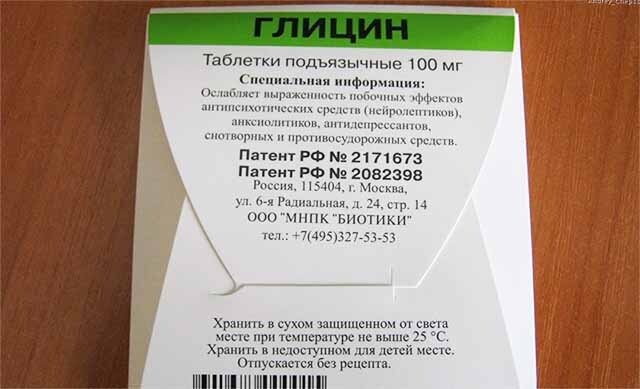 ГЛИЦИН
Таблетки подъязычные 100 мг
Специальная информация:
Ослабляет выраженность побочных эффектов
антипсихотических средств (нейролептиков),
анксиолитиков, антидепрессантов,
снотворных и противосудорожных средств.
Патент РФ № 2171673
Патент РФ № 2082398
Россия, 115404, г. Москва,
ул. 6-я Радиальная, д. 24, стр. 14
ООО "МНПК "БИОТИКИ"
тел.: +7(495)327-53-53
Хранить в сухом защищенном от света
месте при температуре не выше 25 °C.
Хранить в недоступном для детей месте.
Отпускается без рецепта.